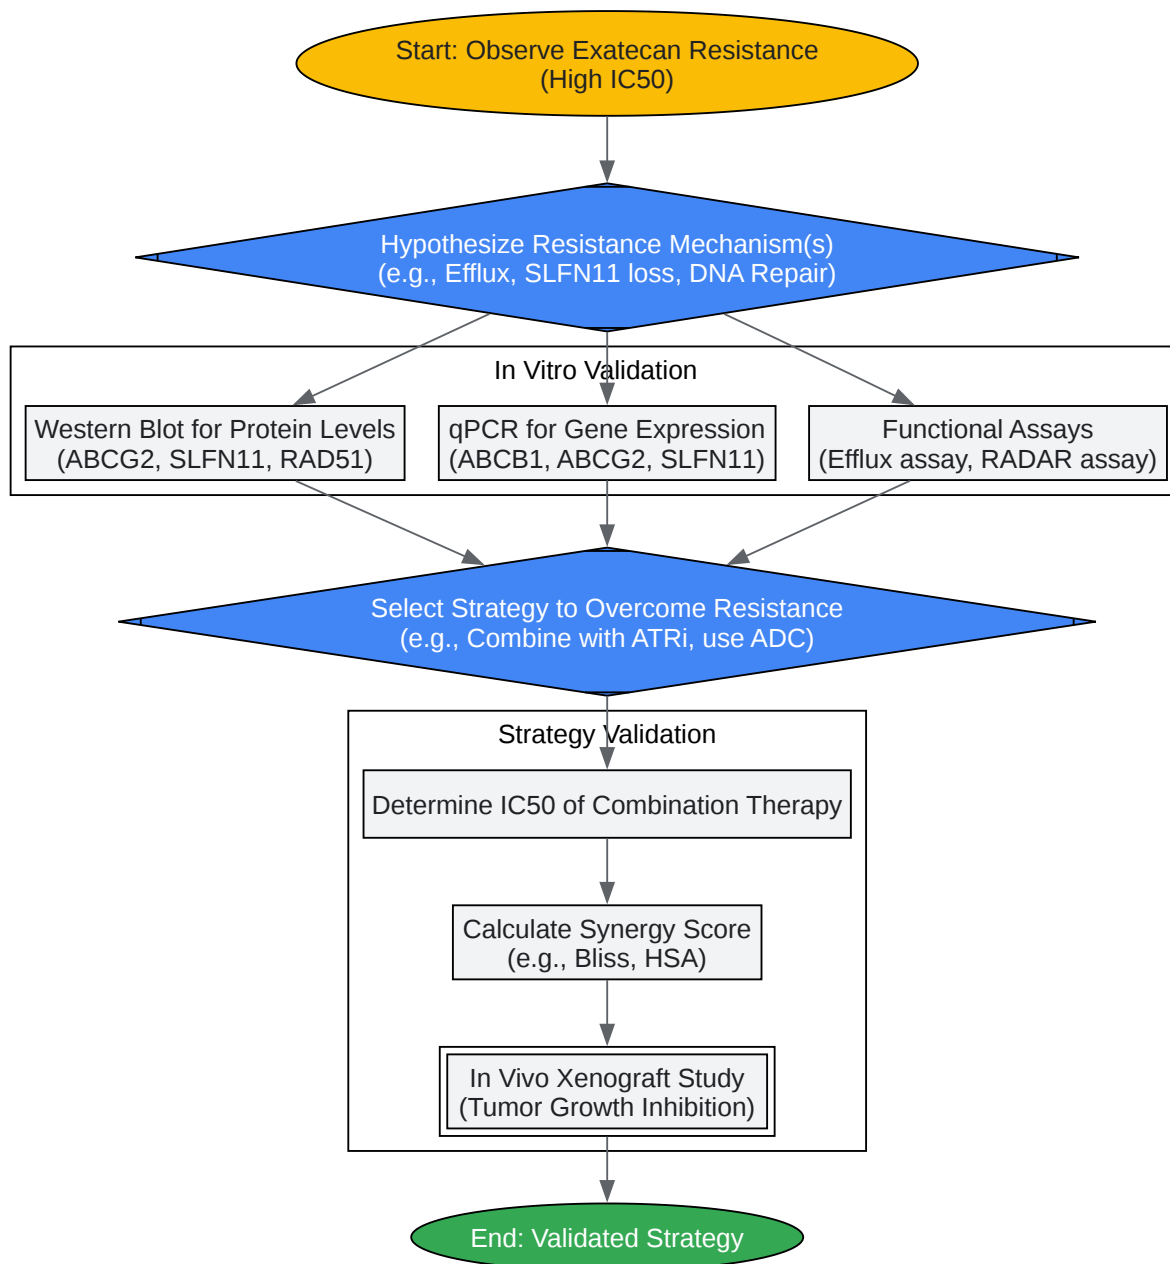 Start: Observe Exatecan Resistance
(High IC50)
Hypothesize Resistance Mechanism(s)
(e.g., Efflux, SLFN11 loss, DNA Repair)
In Vitro Validation
Western Blot for Protein Levels
(ABCG2, SLFN11, RAD51)
qPCR for Gene Expression
(ABCB1, ABCG2, SLFN11)
Functional Assays
(Efflux assay, RADAR assay)
Select Strategy to Overcome Resistance
(e.g., Combine with ATRi, use ADC)
Strategy Validation
Determine IC50 of Combination Therapy
Calculate Synergy Score
(e.g., Bliss, HSA)
In Vivo Xenograft Study
(Tumor Growth Inhibition)
End: Validated Strategy